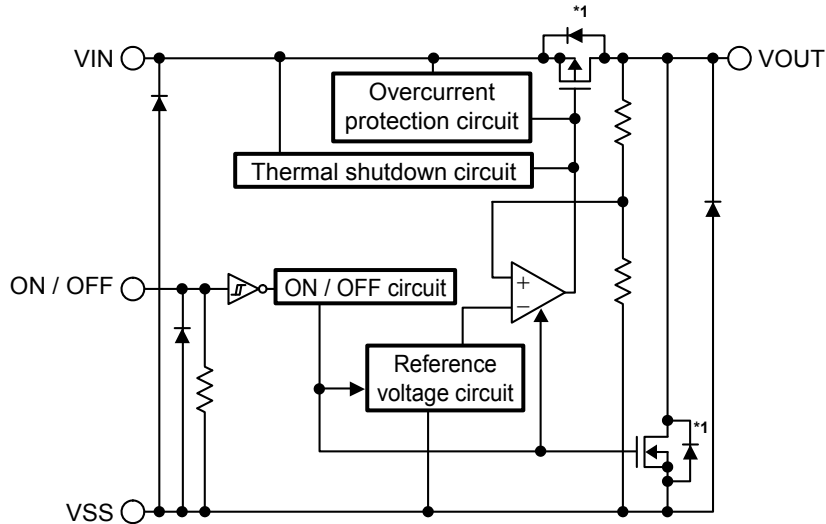 *1
VIN
VOUT
Overcurrent
protection circuit
Thermal shutdown circuit
ON / OFF
ON / OFF circuit
+
−
Reference
voltage circuit
*1
VSS